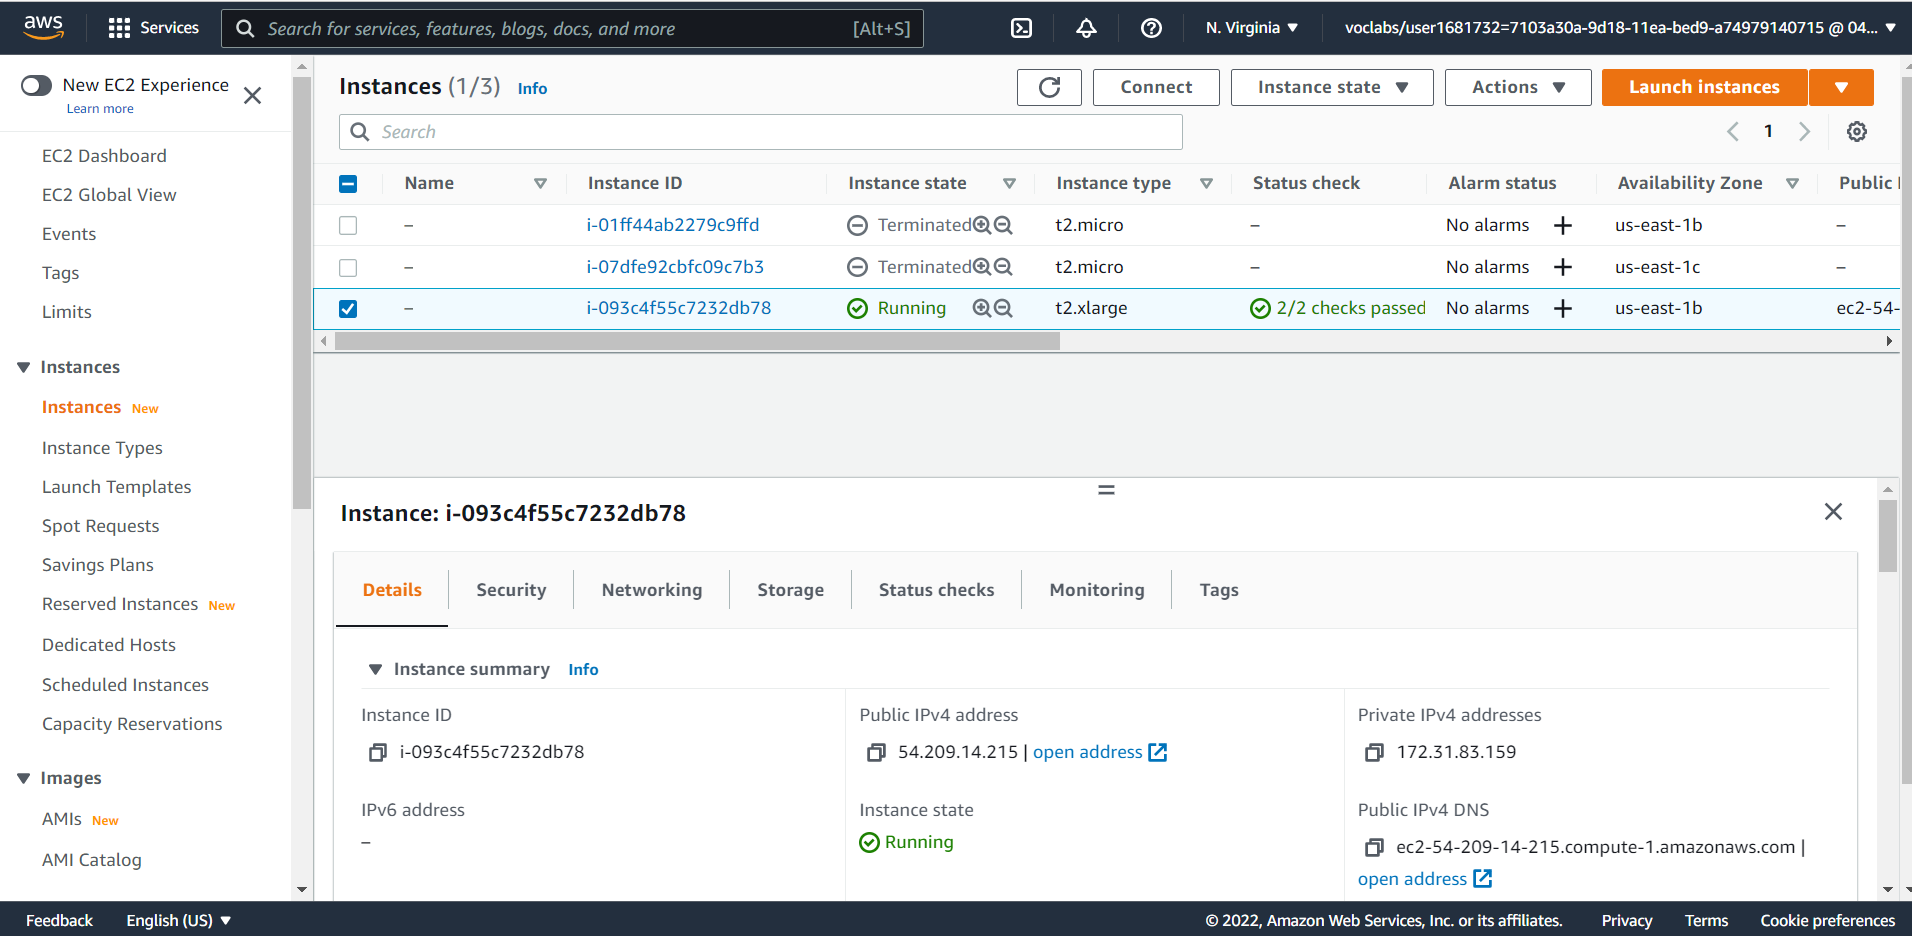 aws
Services
Search for services, features, blogs, docs, and more
[Alt+S]
N. Virginia
voclabs/user1681732=7103a30a-9d18-11ea-bed9-a74979140715 @ 04...
New EC2 Experience
Learn more
EC2 Dashboard
EC2 Global View
Events
Tags
Limits
Instances
Instances New
Instance Types
Launch Templates
Spot Requests
Savings Plans
Reserved Instances New
Dedicated Hosts
Scheduled Instances
Capacity Reservations
Images
AMIs New
AMI Catalog
Instances (1/3) Info
Connect
Instance state
Actions
Launch instances
Search
1
Name Instance ID Instance state Instance type Status check Alarm status Availability Zone Public I
– i-01ff44ab2279c9ffd Terminated t2.micro – No alarms + us-east-1b –
– i-07dfe92cbfc09c7b3 Terminated t2.micro – No alarms + us-east-1c –
– i-093c4f55c7232db78 Running t2.xlarge 2/2 checks passed No alarms + us-east-1b ec2-54-
Instance: i-093c4f55c7232db78
Details Security Networking Storage Status checks Monitoring Tags
Instance summary Info
Instance ID
i-093c4f55c7232db78
Public IPv4 address
54.209.14.215 | open address
Private IPv4 addresses
172.31.83.159
IPv6 address
–
Instance state
Running
Public IPv4 DNS
ec2-54-209-14-215.compute-1.amazonaws.com |
open address
Feedback English (US) © 2022, Amazon Web Services, Inc. or its affiliates. Privacy Terms Cookie preferences